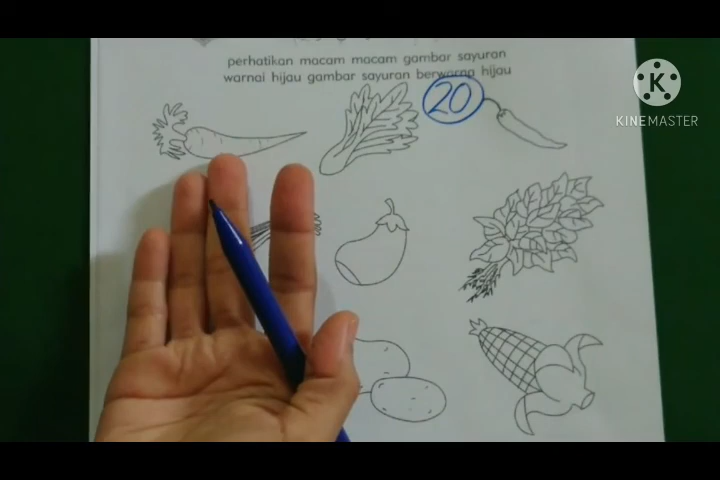 perhatikan macam macam gambar sayuran
warnai hijau gambar sayuran berwarna hijau
20
K
KINEMASTER